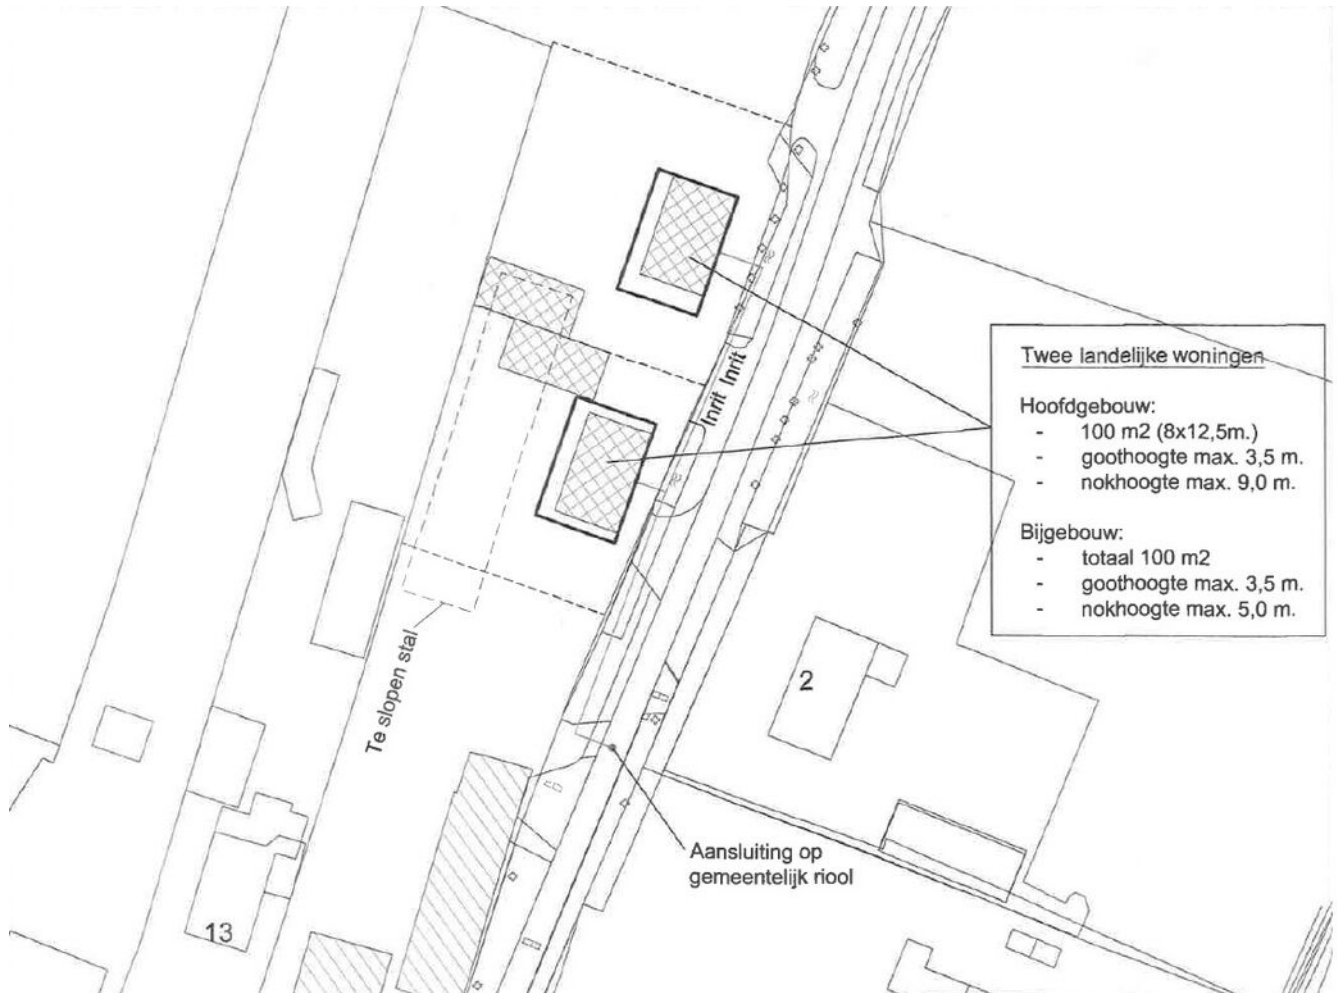 Inrit Inrit
Twee landelijke woningen
Hoofdgebouw:
- 100 m2 (8x12,5m.)
- goothoogte max. 3,5 m.
- nokhoogte max. 9,0 m.
Bijgebouw:
- totaal 100 m2
- goothoogte max. 3,5 m.
- nokhoogte max. 5,0 m.
Te slopen stal
2
Aansluiting op
gemeentelijk riool
13